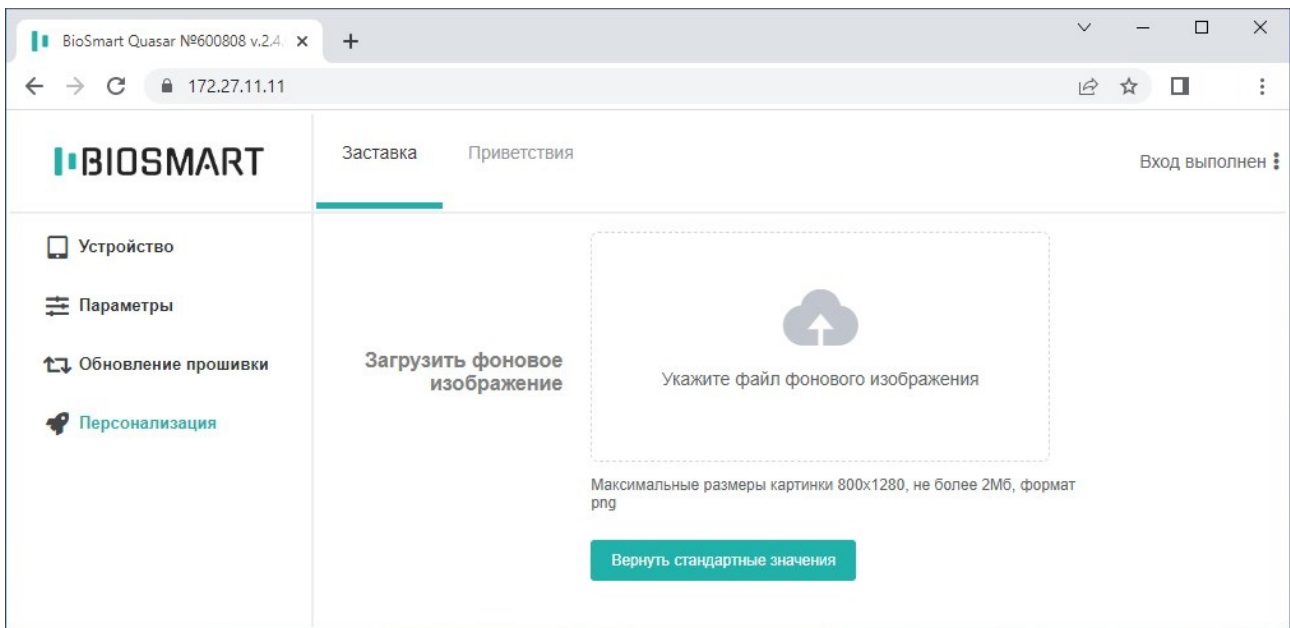 BioSmart Quasar №600808 v.2.4.
172.27.11.11
BIOSMART
Заставка
Приветствия
Вход выполнен
Устройство
Параметры
Обновление прошивки
Персонализация
Загрузить фоновое
изображение
Укажите файл фонового изображения
Максимальные размеры картинки 800x1280, не более 2Мб, формат
png
Вернуть стандартные значения